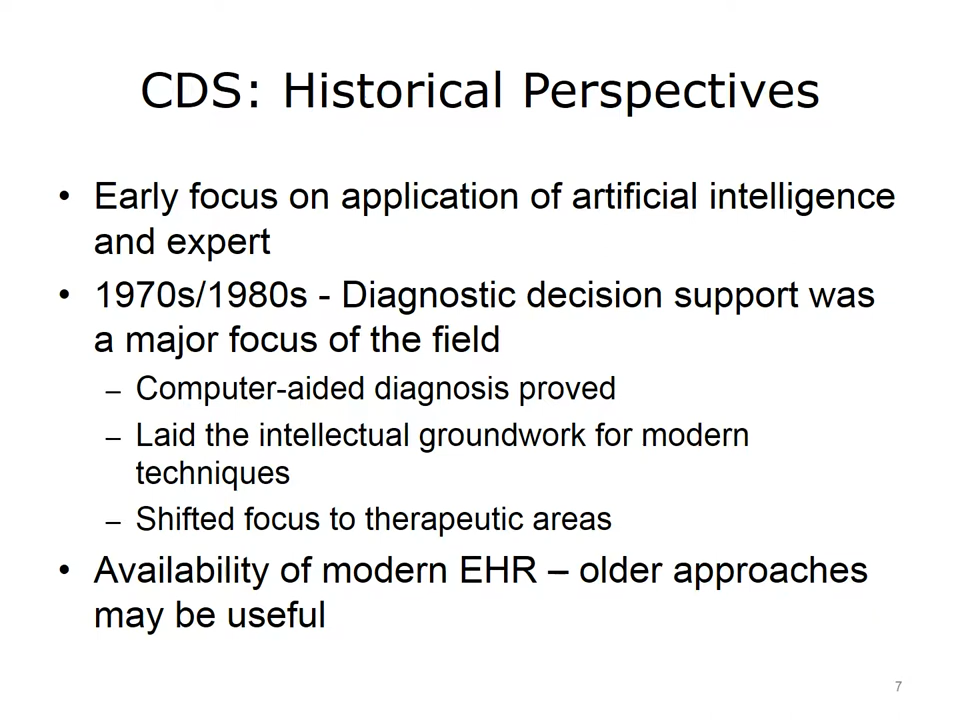 CDS: Historical Perspectives
• Early focus on application of artificial intelligence
and expert
• 1970s/1980s - Diagnostic decision support was
a major focus of the field
– Computer-aided diagnosis proved
– Laid the intellectual groundwork for modern
techniques
– Shifted focus to therapeutic areas
• Availability of modern EHR – older approaches
may be useful
7